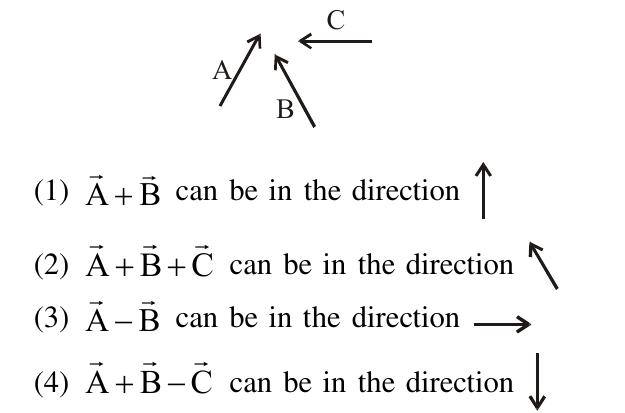 C
A
B
(1) A⃗ + B⃗ can be in the direction ↑
(2) A⃗ + B⃗ + C⃗ can be in the direction ↖
(3) A⃗ – B⃗ can be in the direction →
(4) A⃗ + B⃗ – C⃗ can be in the direction ↓